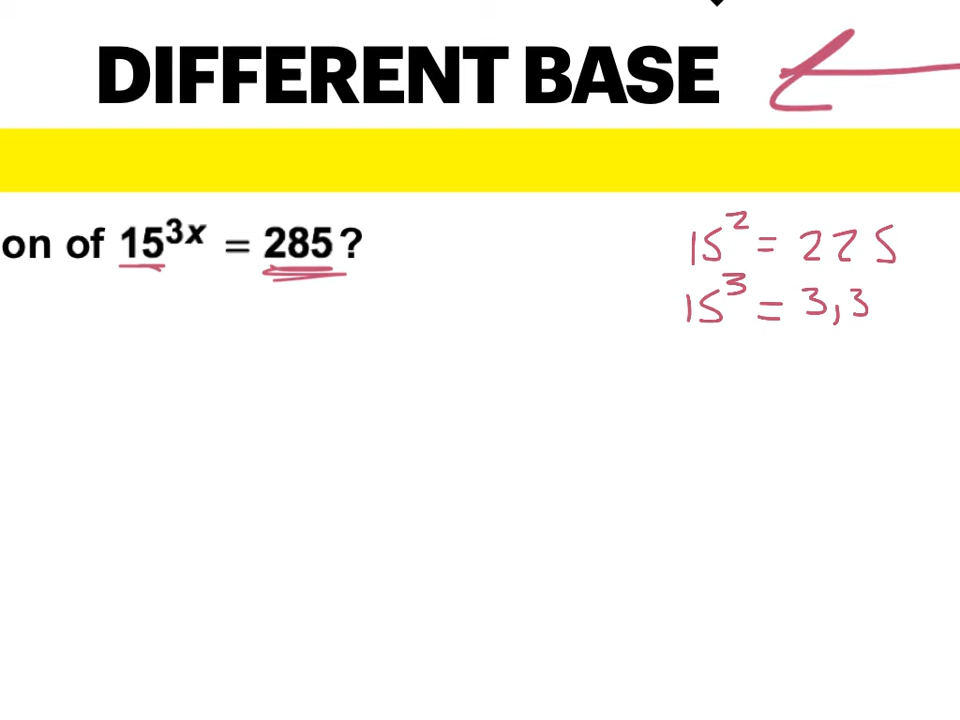 DIFFERENT BASE
on of 15^{3x} = 285?
15^2 = 225
15^3 = 3,3